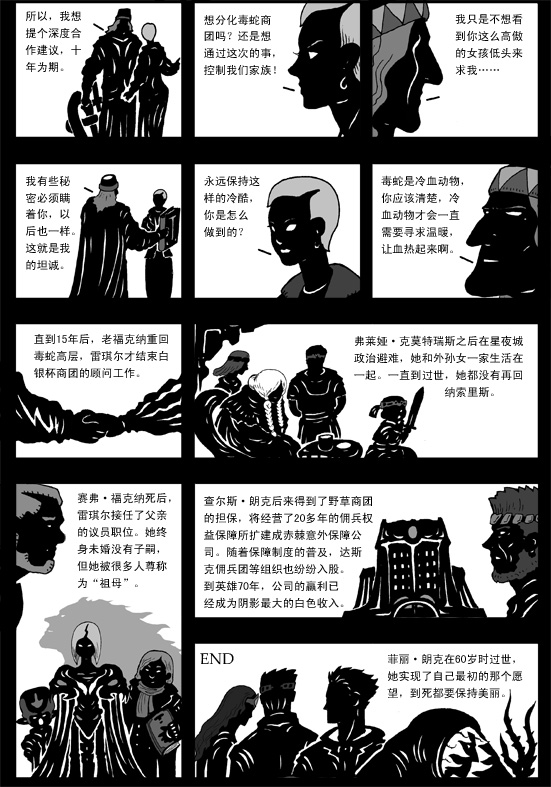 所以，我想
提个深度合
作建议，十
年为期。
想分化毒蛇商
团吗？还是想
通过这次的事，
控制我们家族！
我只是不想看
到你这么高傲
的女孩低头来
求我……
我有些秘
密必须瞒
着你，以
后也一样。
这就是我
的坦诚。
永远保持这
样的冷酷，
你是怎么
做到的？
毒蛇是冷血动物，
你应该清楚，冷
血动物才会一直
需要寻求温暖，
让血热起来啊。
直到15年后，老福克纳重回
毒蛇高层，雷琪尔才结束白
银杯商团的顾问工作。
弗莱娅·克莫特瑞斯之后在星夜城
政治避难，她和外孙女一家生活在
一起。一直到过世，她都没有再回
纳索里斯。
赛弗·福克纳死后，
雷琪尔接任了父亲
的议员职位。她终
身未婚没有子嗣，
但她被很多人尊称
为“祖母”。
查尔斯·朗克后来得到了野草商团
的担保，将经营了20多年的佣兵权
益保障所扩建成赤棘意外保障公
司。随着保障制度的普及，达斯
克佣兵团等组织也纷纷入股。
到英雄70年，公司的赢利已
经成为阴影最大的白色收入。
END
菲丽·朗克在60岁时过世，
她实现了自己最初的那个愿
望，到死都要保持美丽。